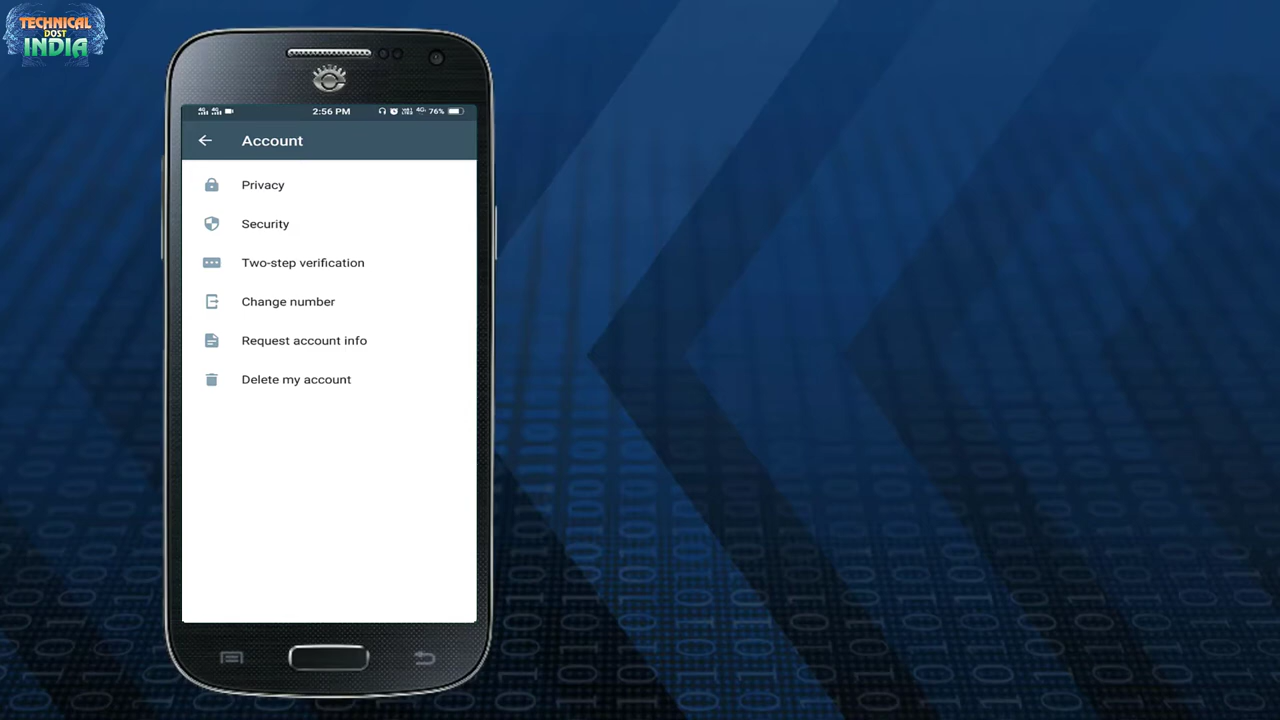 TECHNICAL
DOST
INDIA
2:56 PM
4G 76%
Account
Privacy
Security
Two-step verification
Change number
Request account info
Delete my account